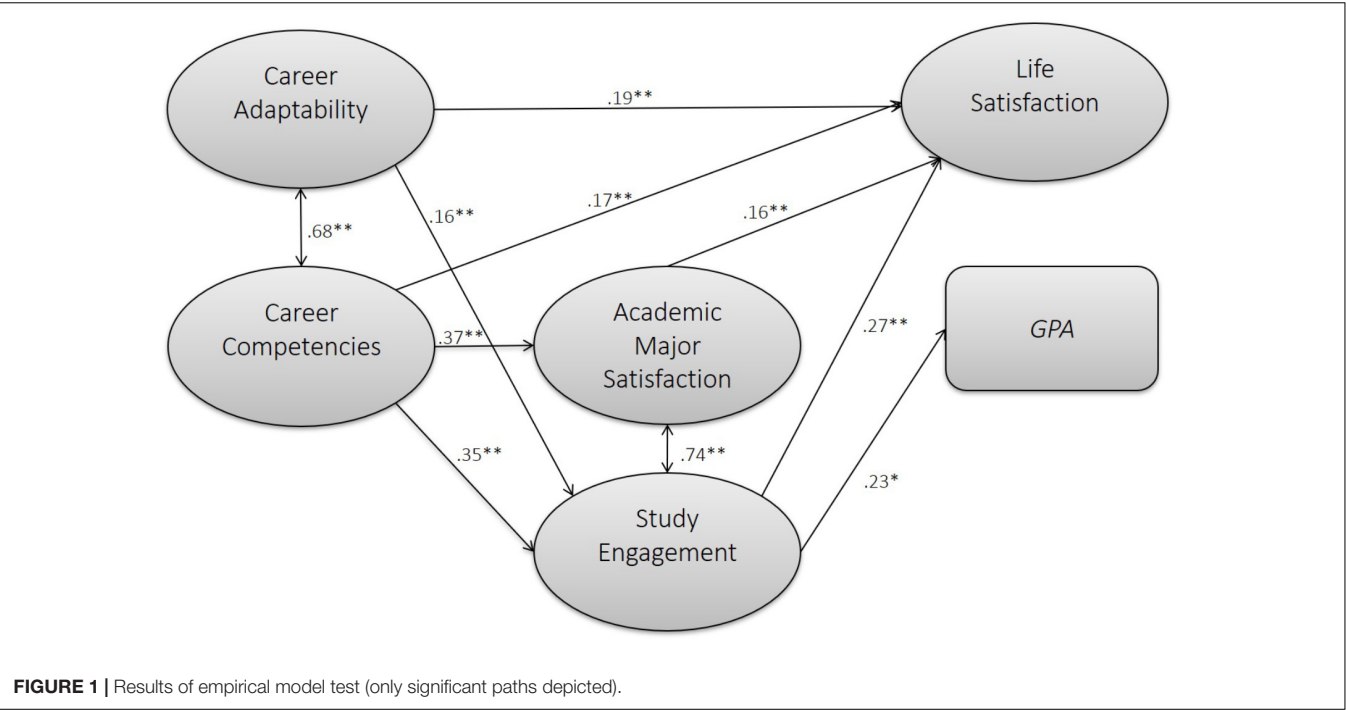 Career
Adaptability
Life
Satisfaction
.19**
.17**
.16**
.16**
.68**
Career
Competencies
.37**
Academic
Major
Satisfaction
.27**
GPA
.35**
.74**
.23*
Study
Engagement
FIGURE 1 | Results of empirical model test (only significant paths depicted).